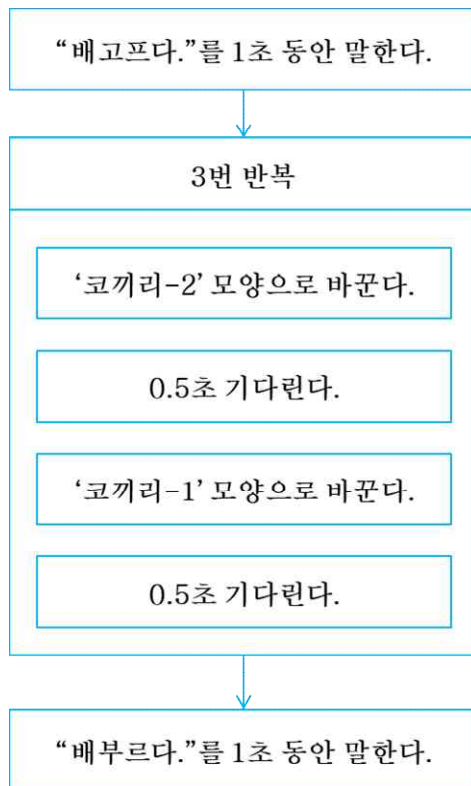 “배고프다.”를 1초 동안 말한다.
3번 반복
‘코끼리-2’ 모양으로 바꾼다.
0.5초 기다린다.
‘코끼리-1’ 모양으로 바꾼다.
0.5초 기다린다.
“배부르다.”를 1초 동안 말한다.